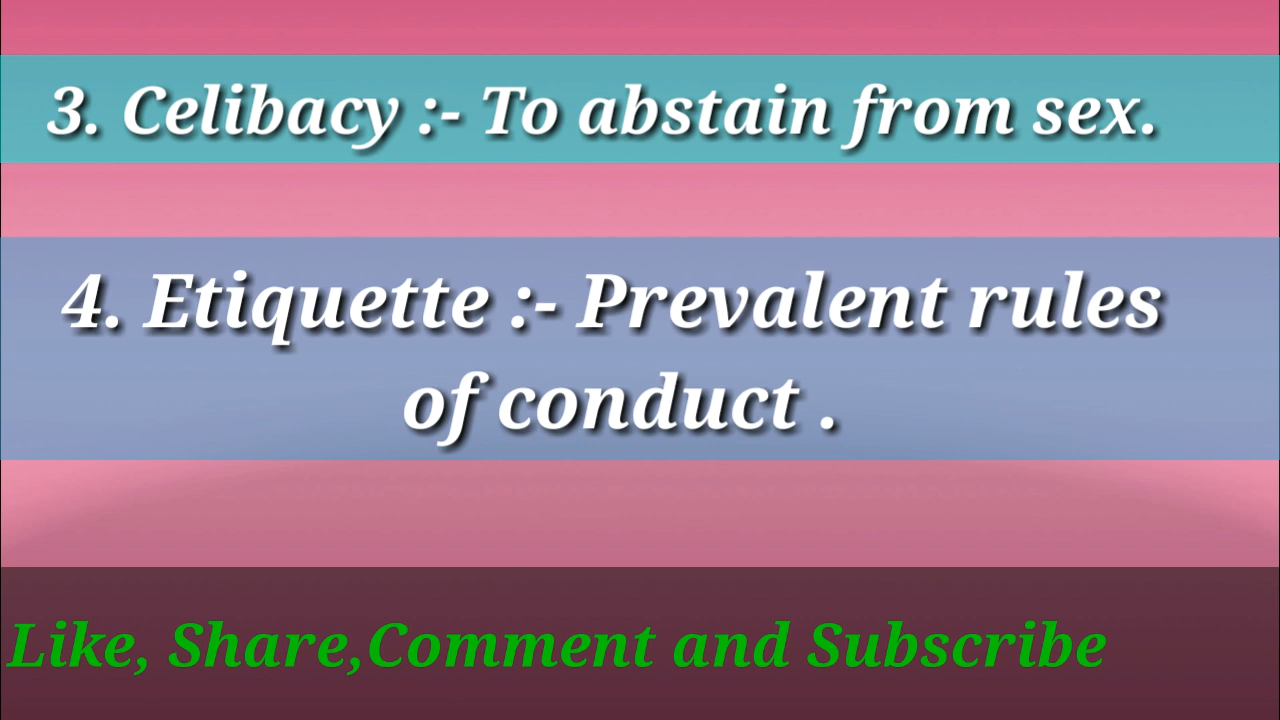 3. Celibacy :- To abstain from sex.
4. Etiquette :- Prevalent rules
of conduct .
Like, Share,Comment and Subscribe